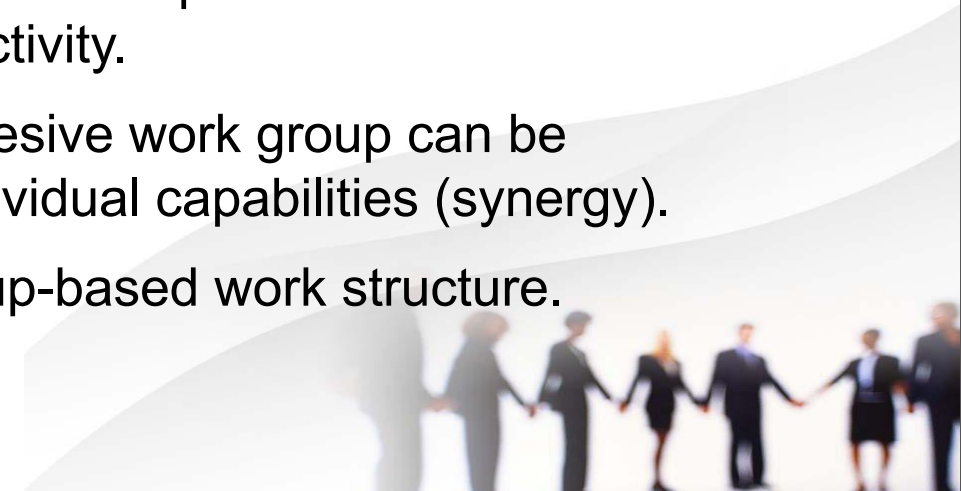 ctivity.
esive work group can be
vidual capabilities (synergy).
up-based work structure.